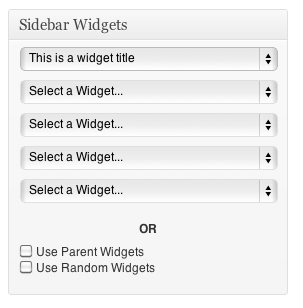 Sidebar Widgets
This is a widget title
Select a Widget...
Select a Widget...
Select a Widget...
Select a Widget...
OR
Use Parent Widgets
Use Random Widgets